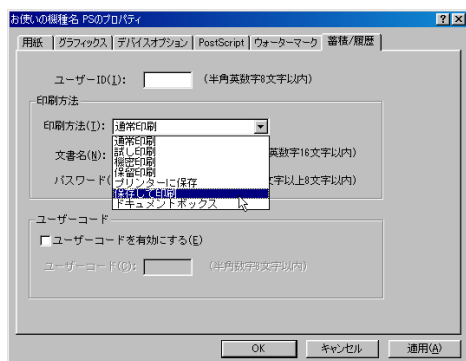 お使いの機種名 PSのプロパティ
用紙 グラフィックス デバイスオプション PostScript ウォーターマーク 蓄積/履歴
ユーザーID(I): (半角英数字8文字以内)
印刷方法
印刷方法(T): 通常印刷
通常印刷
試し印刷
文書名(N): 機密印刷 英数字16文字以内)
保留印刷
パスワード( プリンターに保存 字以上8文字以内)
保存して印刷
ドキュメントボックス
ユーザーコード
ユーザーコードを有効にする(E)
ユーザーコード(C): (半角数字8文字以内)
OK キャンセル 適用(A)